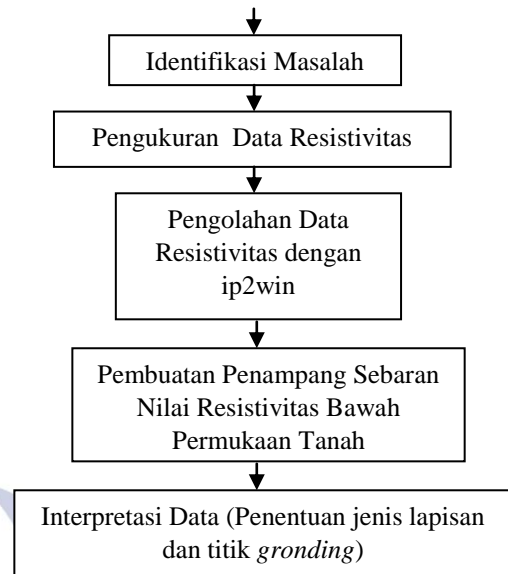 Identifikasi Masalah
Pengukuran Data Resistivitas
Pengolahan Data
Resistivitas dengan
ip2win
Pembuatan Penampang Sebaran
Nilai Resistivitas Bawah
Permukaan Tanah
Interpretasi Data (Penentuan jenis lapisan
dan titik gronding)